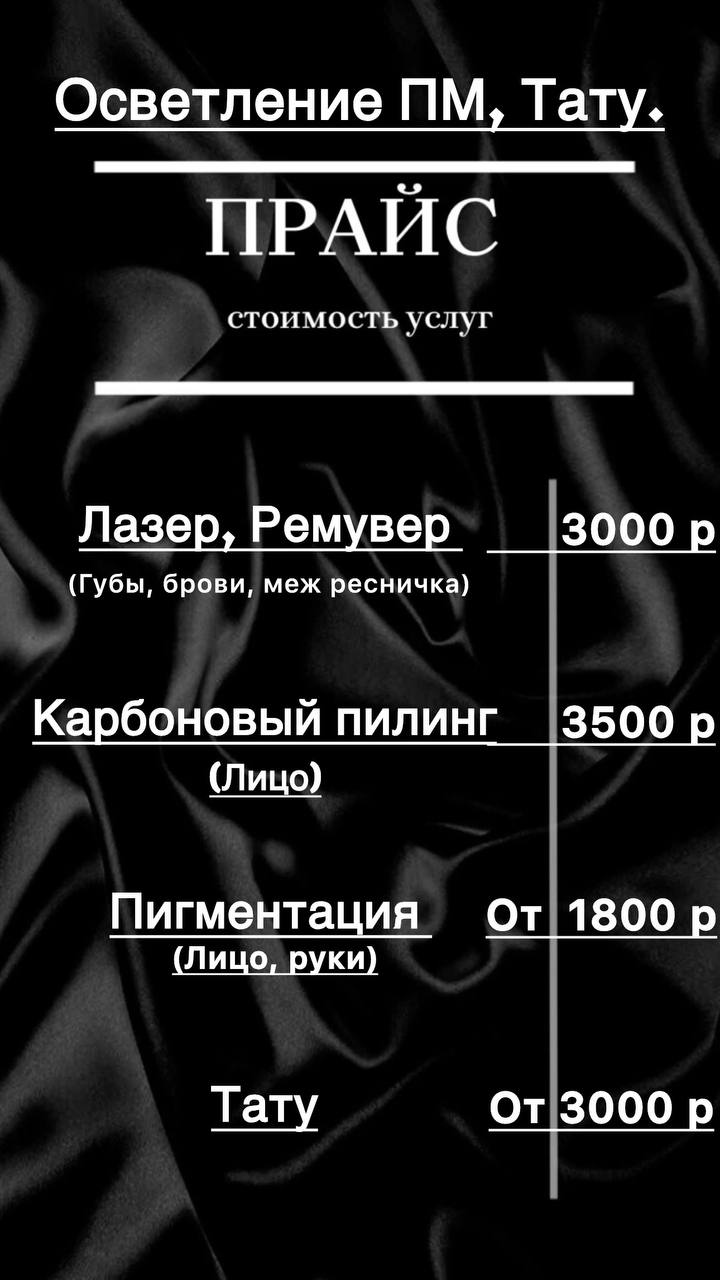 Осветление ПМ, Тату.
ПРАЙС
стоимость услуг
Лазер, Ремувер 3000 р
(Губы, брови, меж ресничка)
Карбоновый пилинг 3500 р
(Лицо)
Пигментация От 1800 р
(Лицо, руки)
Тату От 3000 р